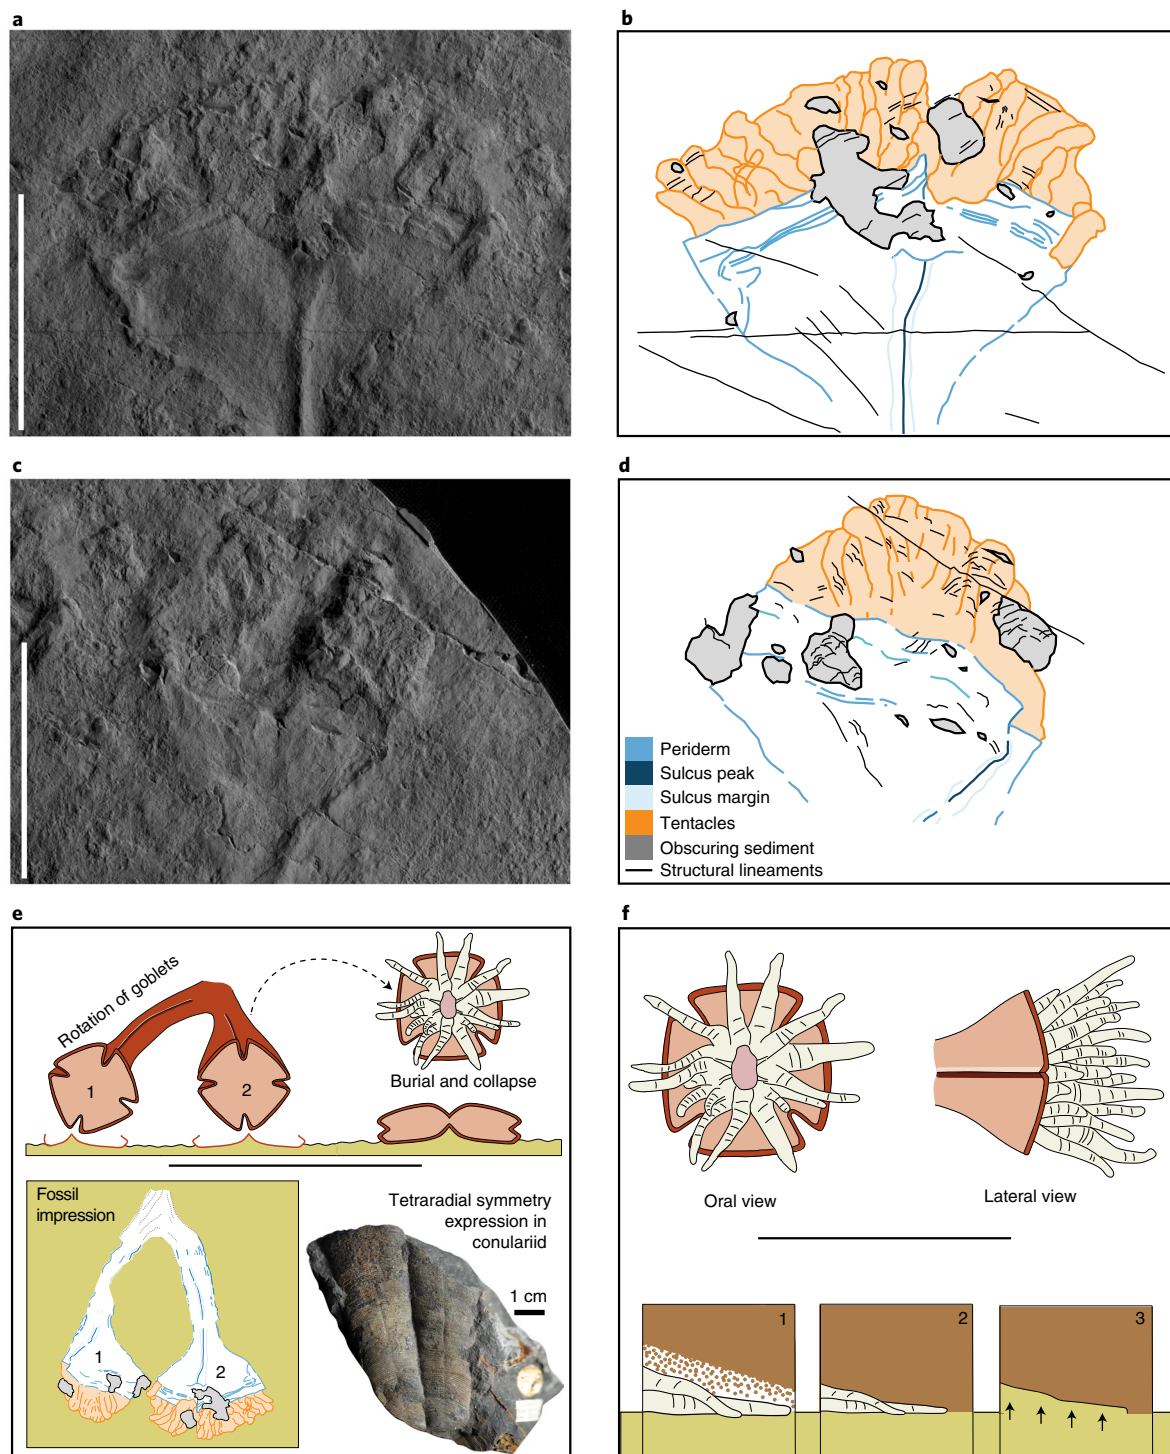 a
b
c
d
Periderm
Sulcus peak
Sulcus margin
Tentacles
Obscuring sediment
Structural lineaments
e
Rotation of goblets
1
2
Burial and collapse
Fossil
impression
1
2
Tetraradial symmetry
expression in
conulariid
1 cm
f
Oral view
Lateral view
1
2
3